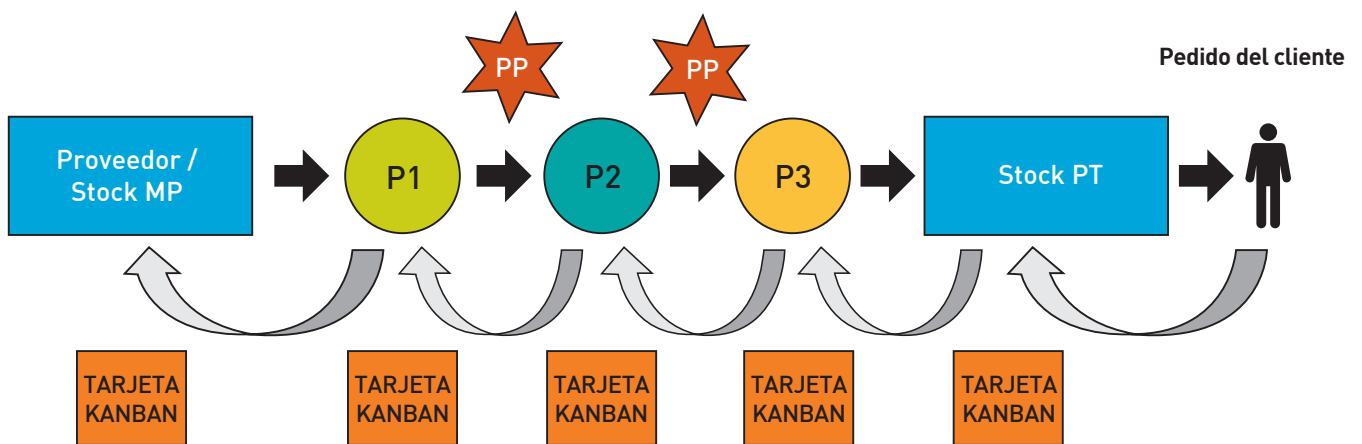 PP
PP
Pedido del cliente
Proveedor /
Stock MP
P1
P2
P3
Stock PT
TARJETA
KANBAN
TARJETA
KANBAN
TARJETA
KANBAN
TARJETA
KANBAN
TARJETA
KANBAN